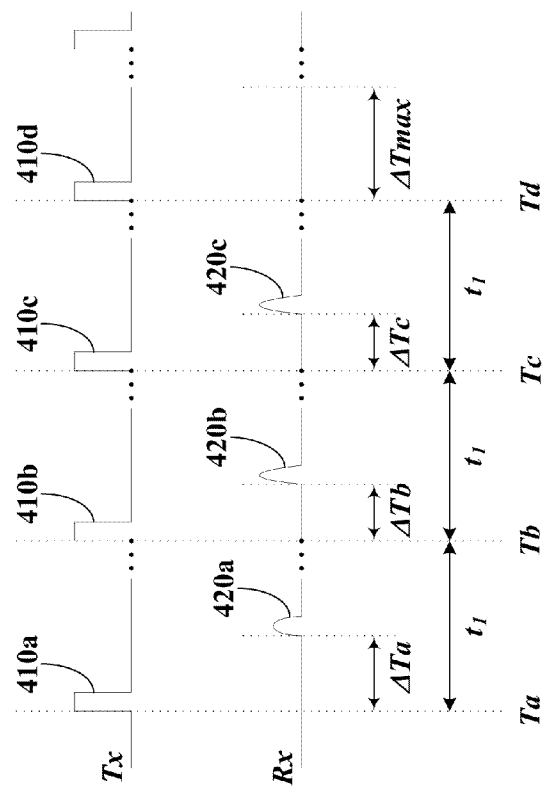 410a 410b 410c 410d
Tx
420a 420b 420c
Rx
ΔTa ΔTb ΔTc ΔTmax
t1 t1 t1
Ta Tb Tc Td